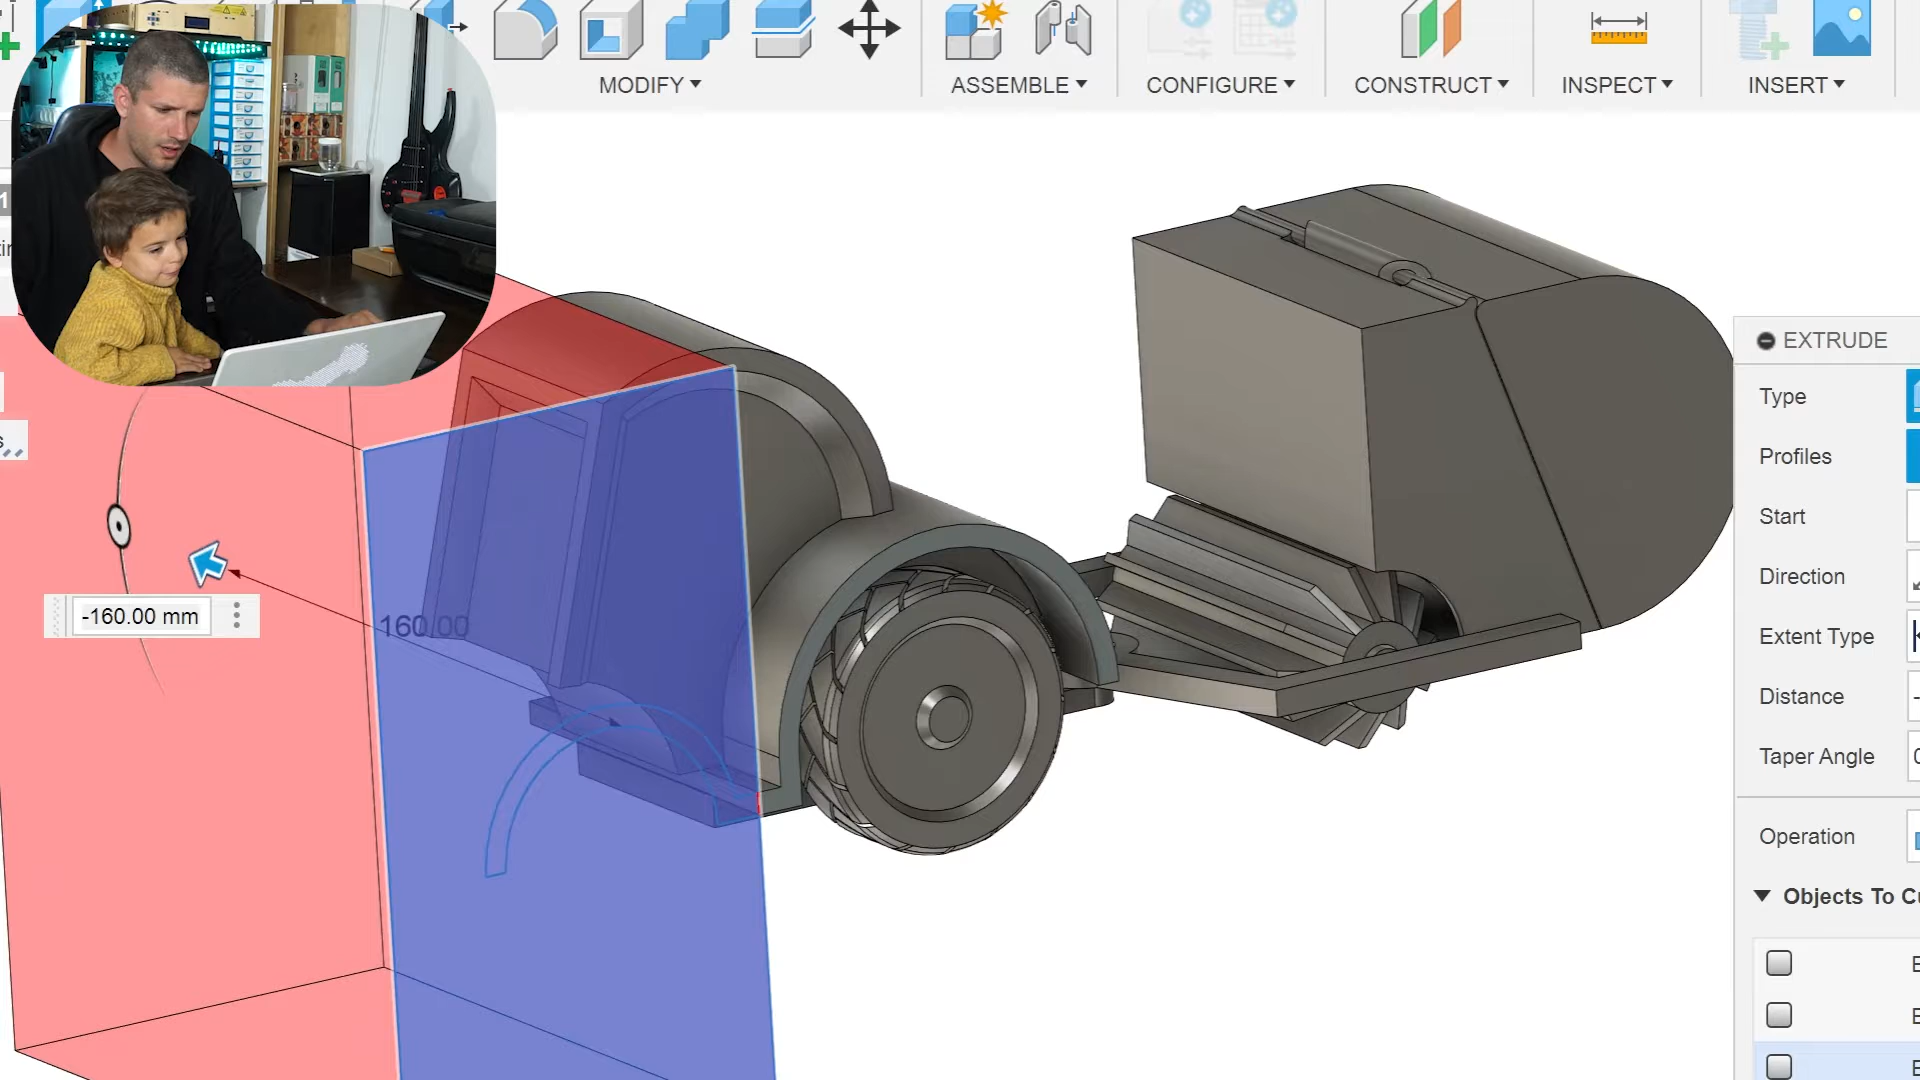 MODIFY
ASSEMBLE
CONFIGURE
CONSTRUCT
INSPECT
INSERT
-160.00 mm
160.00
EXTRUDE
Type
Profiles
Start
Direction
Extent Type
Distance
Taper Angle
Operation
Objects To C